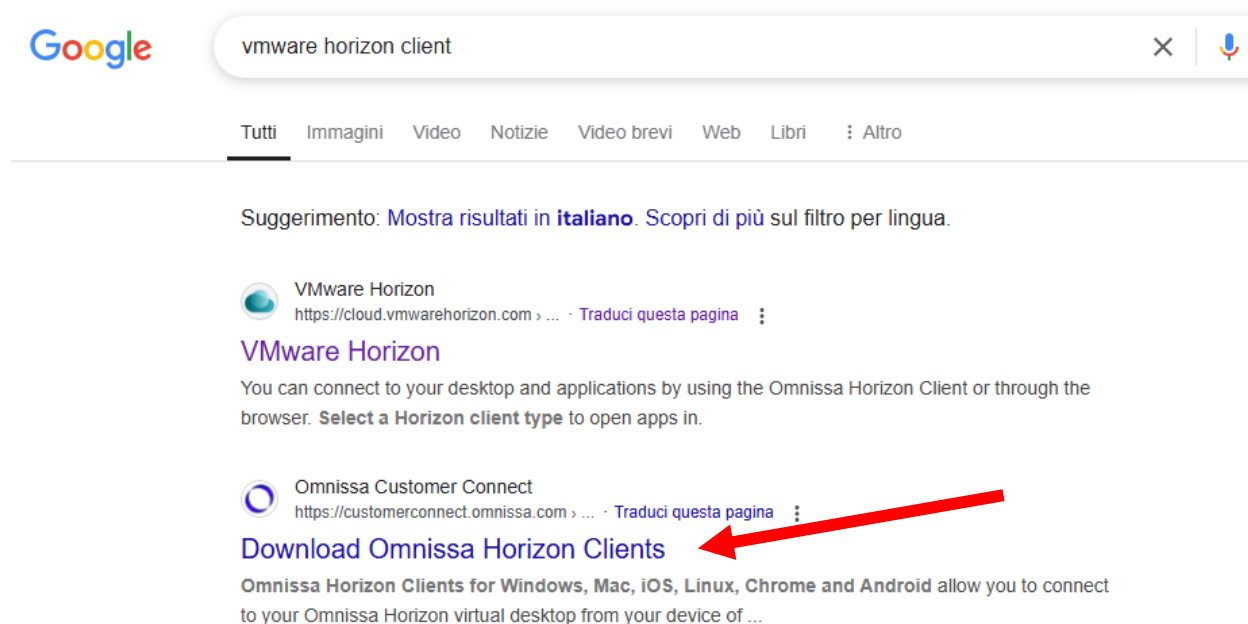 Google
vmware horizon client
Tutti Immagini Video Notizie Video brevi Web Libri Altro
Suggerimento: Mostra risultati in italiano. Scopri di più sul filtro per lingua.
VMware Horizon
https://cloud.vmwarehorizon.com › ... · Traduci questa pagina
VMware Horizon
You can connect to your desktop and applications by using the Omnissa Horizon Client or through the
browser. Select a Horizon client type to open apps in.
Omnissa Customer Connect
https://customerconnect.omnissa.com › ... · Traduci questa pagina
Download Omnissa Horizon Clients
Omnissa Horizon Clients for Windows, Mac, iOS, Linux, Chrome and Android allow you to connect
to your Omnissa Horizon virtual desktop from your device of ...